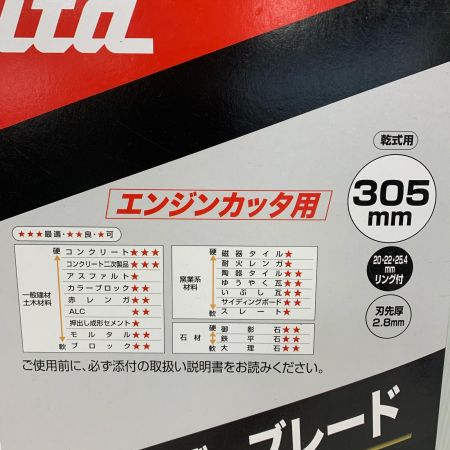 ltd
乾式用
305
mm
エンジンカッタ用
20・22・25.4
mm
リング付
刃先厚
2.8mm
★★★最適・★★良・★可
一般建材
土木材料
硬
コンクリート ★★★
コンクリート二次製品 ★★★
アスファルト ★
カラーブロック ★★
赤レンガ ★★
ALC ★★
押出し成形セメント ★
モルタル ★★
軟 ブロック ★★
窯業系
材料
硬 磁器タイル ★
耐火レンガ ★
陶器タイル ★★
ゆうやく瓦 ★★
いぶし瓦 ★★
サイディングボード ★★
軟 スレート ★
石材
硬 御影石 ★★
鉄平石 ★★
軟 大理石 ★★
ご使用前に、必ず添付の取扱い説明書をお読みください。
ブレード